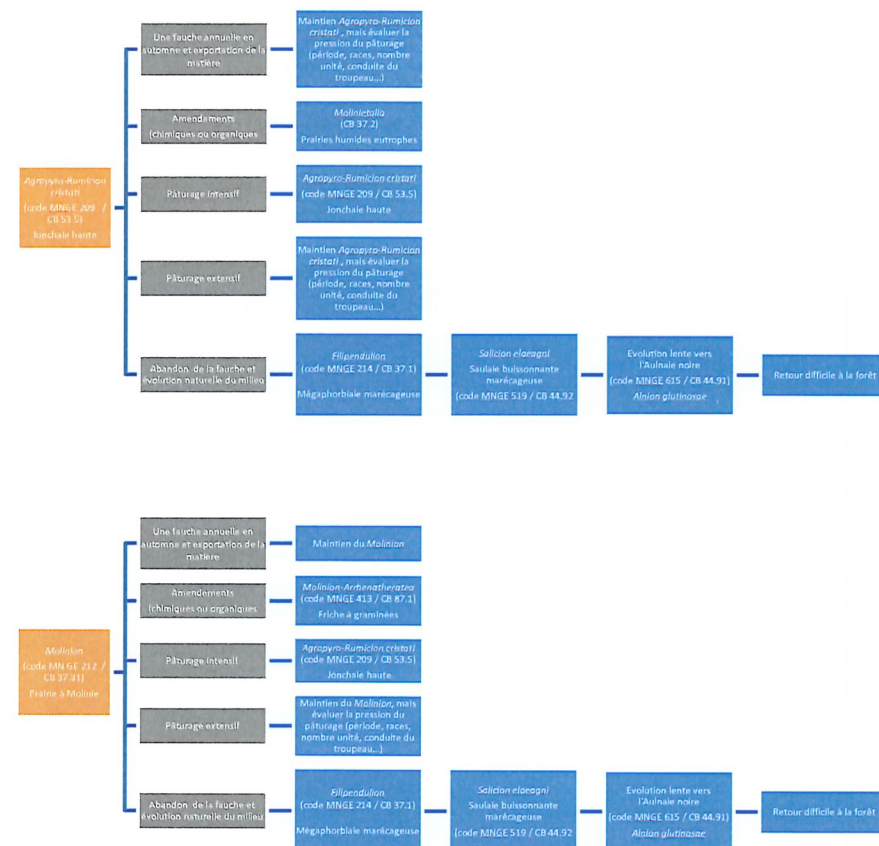 Agropyro-Rumicion
cristati
(code MNGE 209 /
CB 53.5)
Jonchaie haute
Une fauche annuelle en
automne et exportation de la
matière
Maintien Agropyro-Rumicion
cristati , mais évaluer la
pression du pâturage
(période, races, nombre
unité, conduite du
troupeau...)
Amendaments
(chimiques ou organiques
Molinietalia
(CB 37.2)
Prairies humides eutrophes
Pâturage intensif
Agropyro-Rumicion cristati
(code MNGE 209 / CB 53.5)
Jonchaie haute
Pâturage extensif
Maintien Agropyro-Rumicion
cristati , mais évaluer la
pression du pâturage
(période, races, nombre
unité, conduite du
troupeau...)
Abandon de la fauche et
évolution naturelle du milieu
Filipendulion
(code MNGE 214 / CB 37.1)
Mégaphorbiaie marécageuse
Salicion elaeagni
Saulaie buissonnante
marécageuse
(code MNGE 519 / CB 44.92
Evolution lente vers
l'Aulnaie noire
(code MNGE 615 / CB 44.91)
Alnion glutinosae
Retour difficile à la forêt
Molinion
(code MN GE 212 /
CB 37.31)
Prairie à Molinie
Une fauche annuelle en
automne et exportation de la
matière
Maintien du Molinion
Amendements
(chimiques ou organiques
Molinion-Arrhenatheratea
(code MNGE 413 / CB 87.1)
Friche à graminées
Pâturage intensif
Agropyro-Rumicion cristati
(code MNGE 209 / CB 53.5)
Jonchaie haute
Pâturage extensif
Maintien du Molinion, mais
évaluer la pression du
pâturage (période, races,
nombre unité, conduite du
troupeau...)
Abandon de la fauche et
évolution naturelle du milieu
Filipendulion
(code MNGE 214 / CB 37.1)
Mégaphorbiaie marécageuse
Salicion elaeagni
Saulaie buissonnante
marécageuse
(code MNGE 519 / CB 44.92
Evolution lente vers
l'Aulnaie noire
(code MNGE 615 / CB 44.91)
Alnion glutinosae
Retour difficile à la forêt